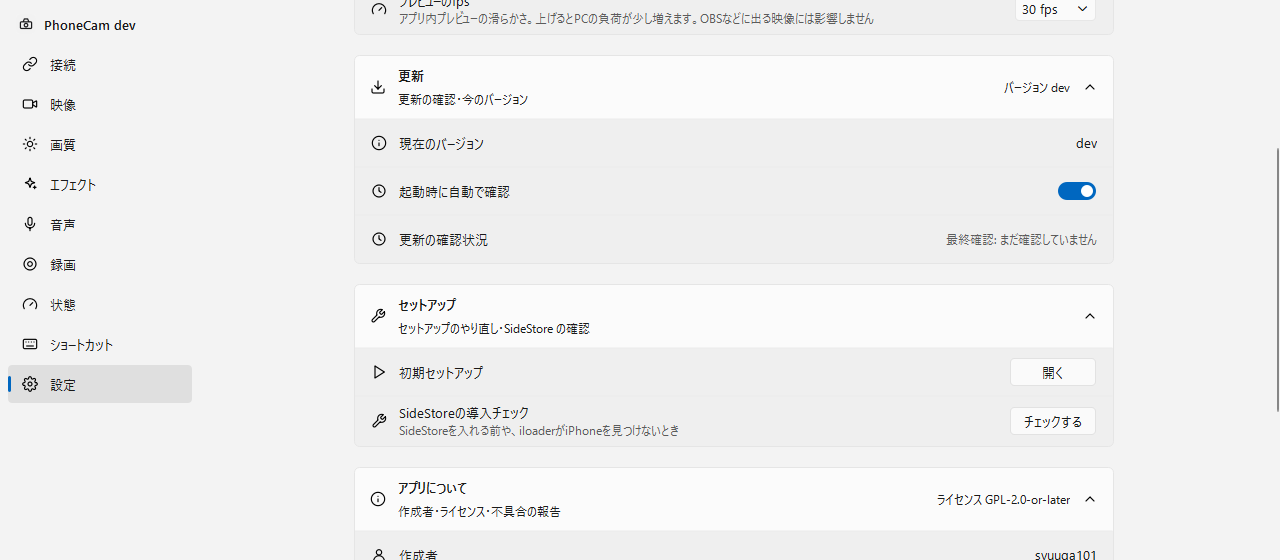 PhoneCam dev
接続
映像
画質
エフェクト
音声
録画
状態
ショートカット
設定
プレビューのfps
アプリ内プレビューの滑らかさ。上げるとPCの負荷が少し増えます。OBSなどに出る映像には影響しません
30 fps
更新
更新の確認・今のバージョン
バージョン dev
現在のバージョン
dev
起動時に自動で確認
更新の確認状況
最終確認: まだ確認していません
セットアップ
セットアップのやり直し・SideStore の確認
初期セットアップ
開く
SideStoreの導入チェック
SideStoreを入れる前や、iloaderがiPhoneを見つけないとき
チェックする
アプリについて
作成者・ライセンス・不具合の報告
ライセンス GPL-2.0-or-later
作成者
syuuga101